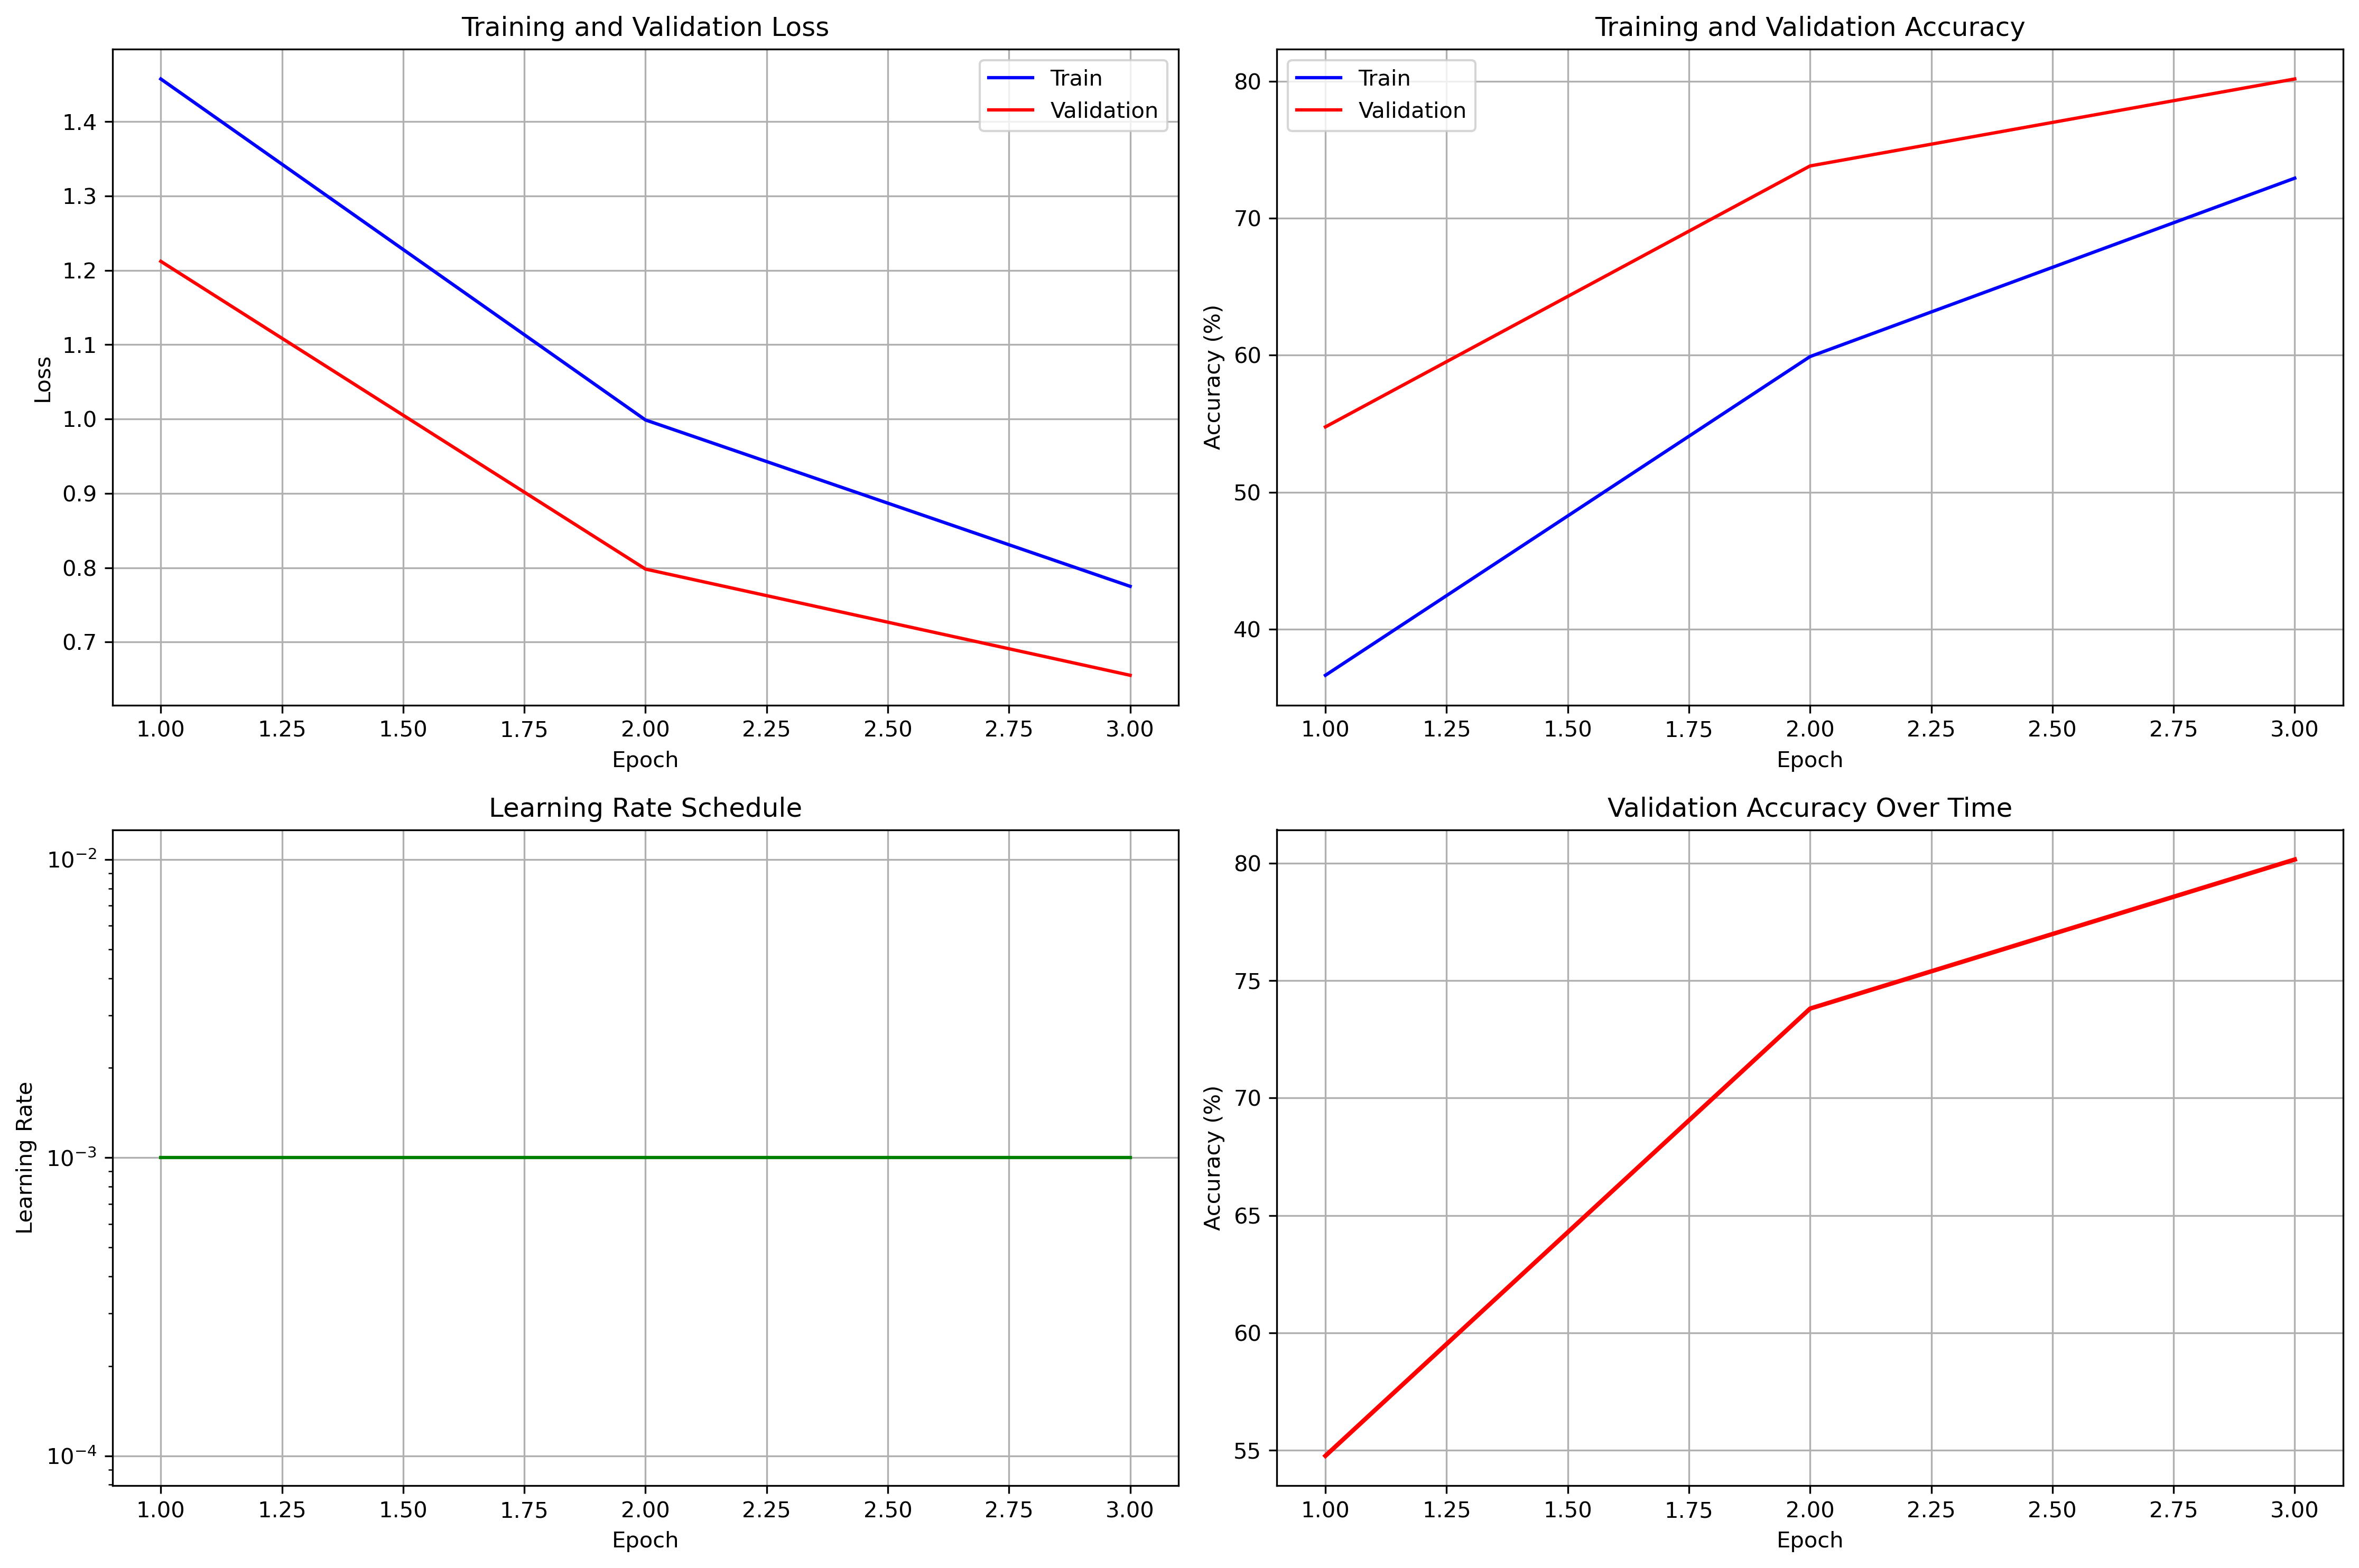 Training and Validation Loss
Train
Validation
1.4
1.3
1.2
1.1
1.0
0.9
0.8
0.7
Loss
1.00 1.25 1.50 1.75 2.00 2.25 2.50 2.75 3.00
Epoch
Training and Validation Accuracy
Train
Validation
80
70
60
50
40
Accuracy (%)
1.00 1.25 1.50 1.75 2.00 2.25 2.50 2.75 3.00
Epoch
Learning Rate Schedule
10⁻²
10⁻³
10⁻⁴
Learning Rate
1.00 1.25 1.50 1.75 2.00 2.25 2.50 2.75 3.00
Epoch
Validation Accuracy Over Time
80
75
70
65
60
55
Accuracy (%)
1.00 1.25 1.50 1.75 2.00 2.25 2.50 2.75 3.00
Epoch